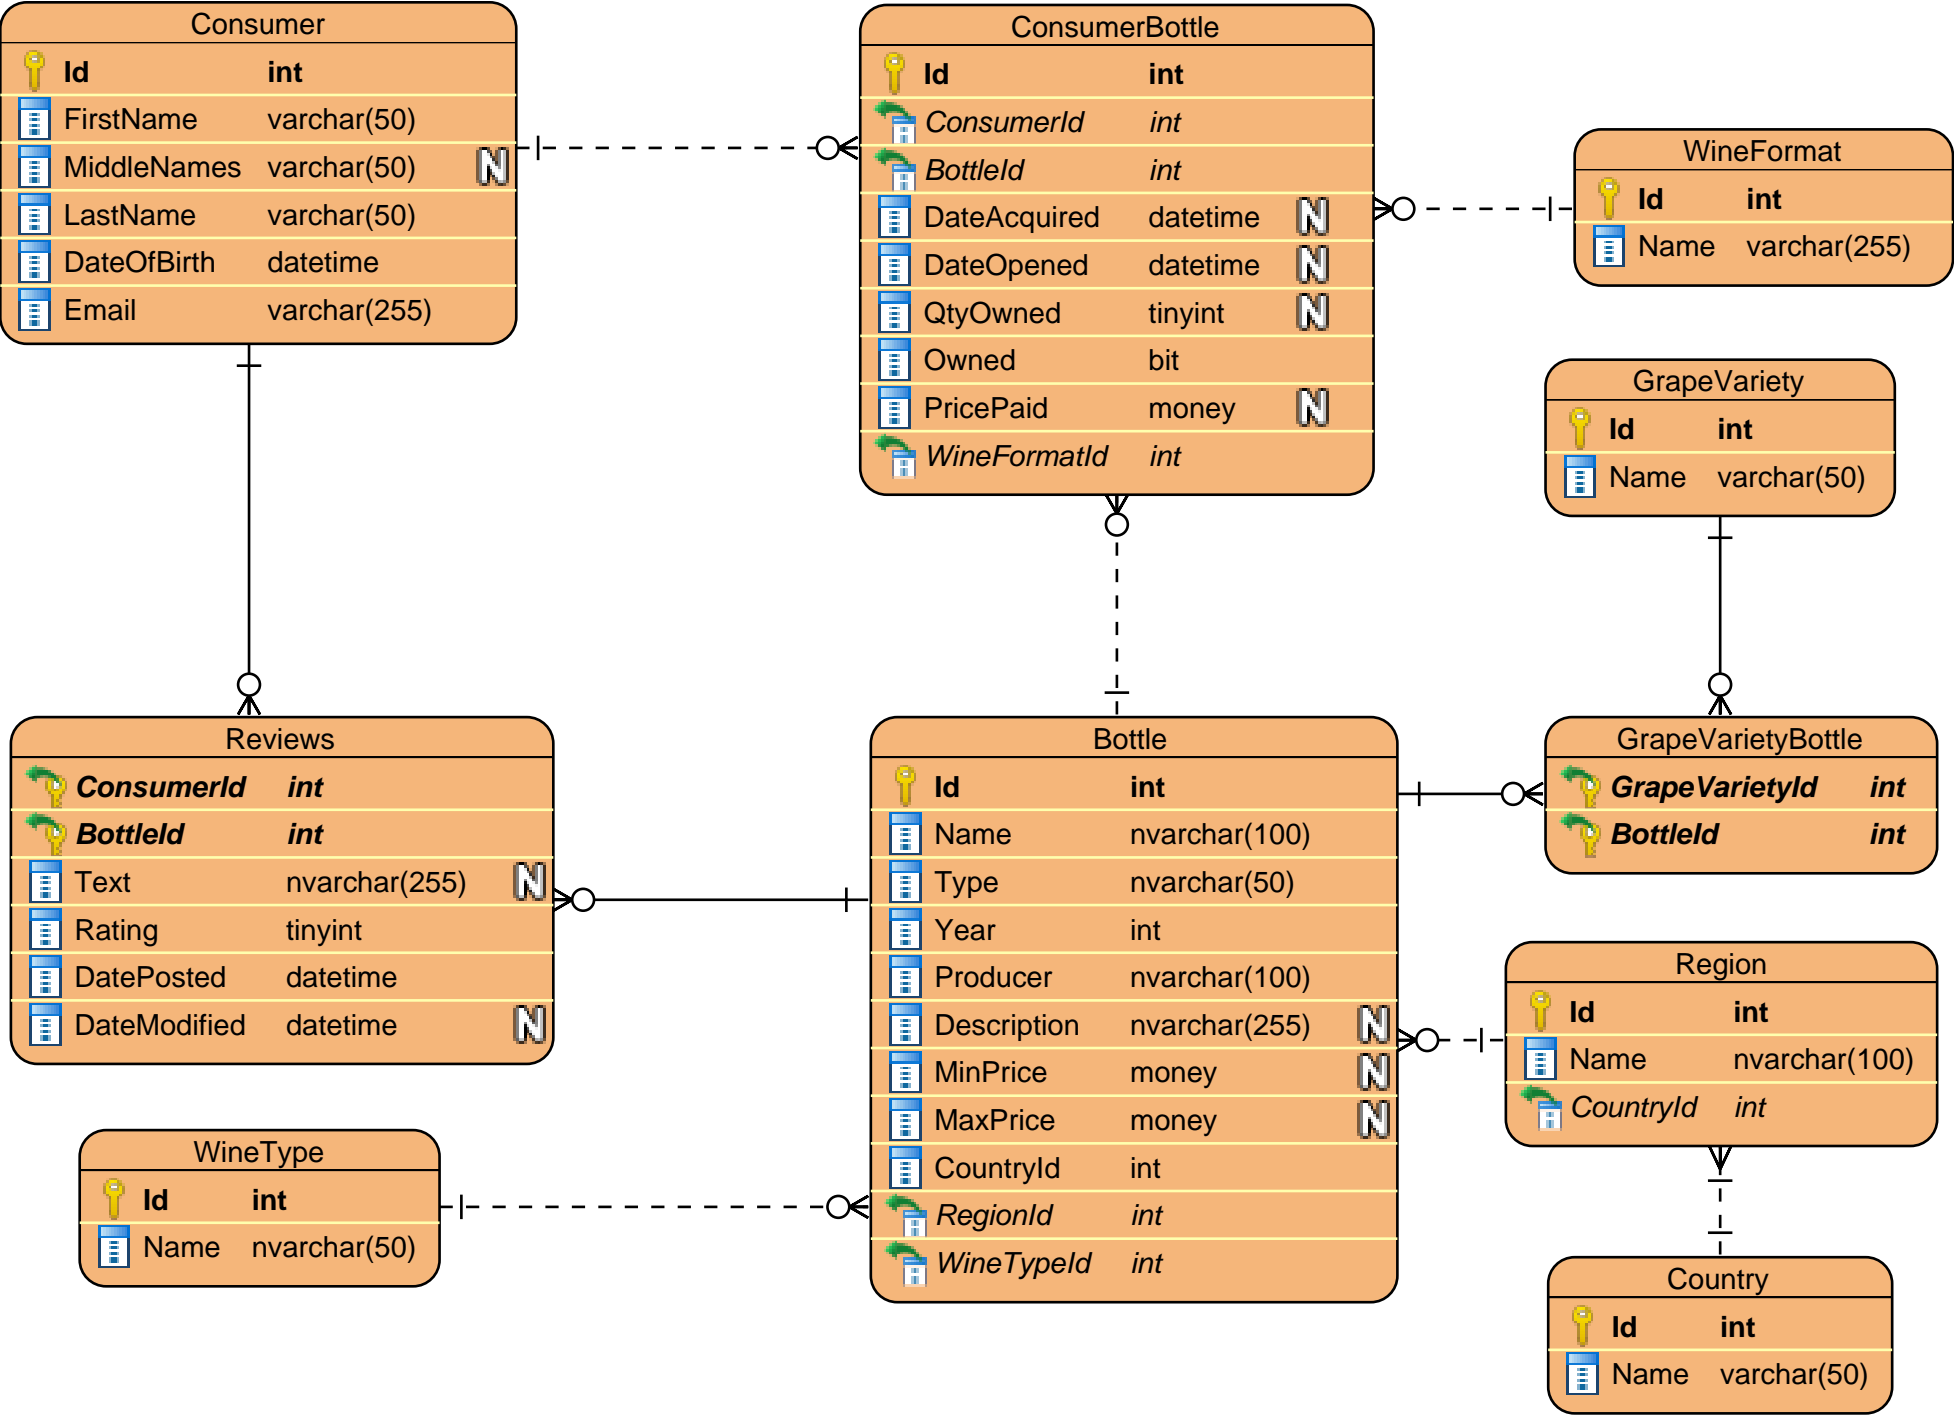 Consumer
Id int
FirstName varchar(50)
MiddleNames varchar(50) N
LastName varchar(50)
DateOfBirth datetime
Email varchar(255)
ConsumerBottle
Id int
ConsumerId int
BottleId int
DateAcquired datetime N
DateOpened datetime N
QtyOwned tinyint N
Owned bit
PricePaid money N
WineFormatId int
WineFormat
Id int
Name varchar(255)
GrapeVariety
Id int
Name varchar(50)
Reviews
ConsumerId int
BottleId int
Text nvarchar(255) N
Rating tinyint
DatePosted datetime
DateModified datetime N
Bottle
Id int
Name nvarchar(100)
Type nvarchar(50)
Year int
Producer nvarchar(100)
Description nvarchar(255) N
MinPrice money N
MaxPrice money N
CountryId int
RegionId int
WineTypeId int
GrapeVarietyBottle
GrapeVarietyId int
BottleId int
Region
Id int
Name nvarchar(100)
CountryId int
WineType
Id int
Name nvarchar(50)
Country
Id int
Name varchar(50)